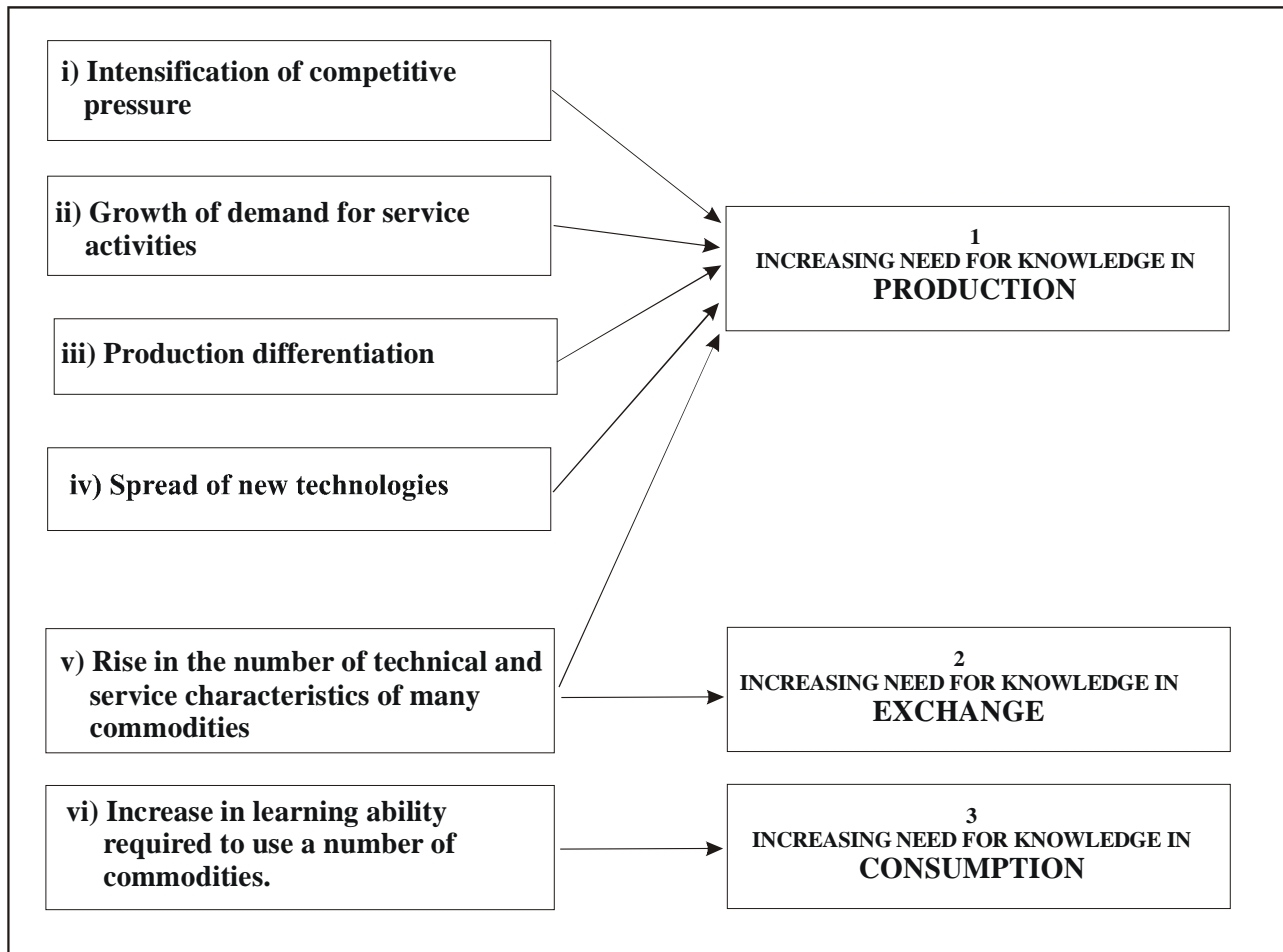 i) Intensification of competitive
pressure
ii) Growth of demand for service
activities
iii) Production differentiation
iv) Spread of new technologies
v) Rise in the number of technical and
service characteristics of many
commodities
vi) Increase in learning ability
required to use a number of
commodities.
1
INCREASING NEED FOR KNOWLEDGE IN
PRODUCTION
2
INCREASING NEED FOR KNOWLEDGE IN
EXCHANGE
3
INCREASING NEED FOR KNOWLEDGE IN
CONSUMPTION